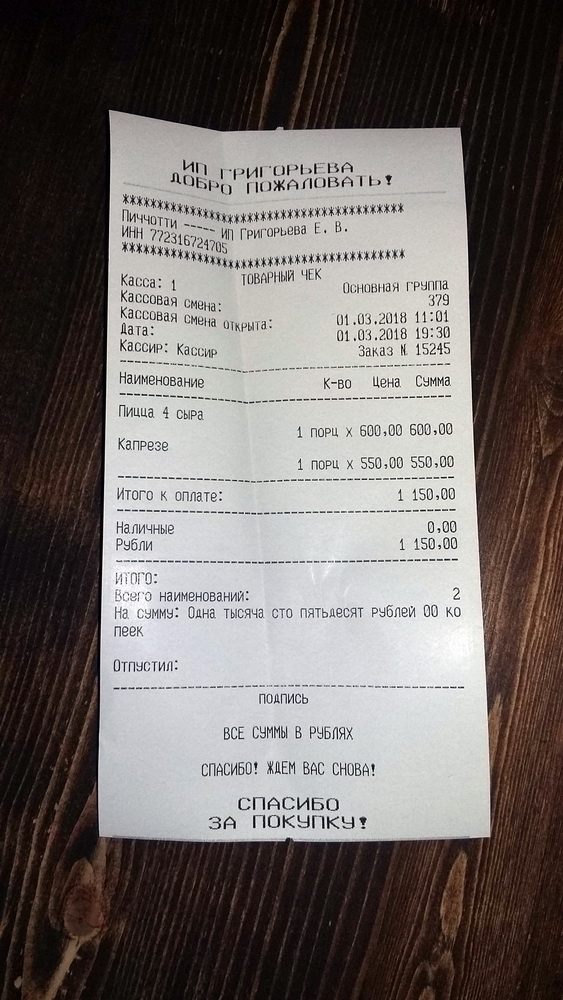 ИП ГРИГОРЬЕВА
ДОБРО ПОЖАЛОВАТЬ!
****************************************
Пиччотти ----- ИП Григорьева Е. В.
ИНН 772316724705
****************************************
ТОВАРНЫЙ ЧЕК
Касса: 1 Основная группа
Кассовая смена: 379
Кассовая смена открыта: 01.03.2018 11:01
Дата: 01.03.2018 19:30
Кассир: Кассир Заказ № 15245
Наименование К-во Цена Сумма
Пицца 4 сыра
1 порц X 600,00 600,00
Капрезе
1 порц X 550,00 550,00
Итого к оплате: 1 150,00
Наличные 0,00
Рубли 1 150,00
ИТОГО:
Всего наименований: 2
На сумму: Одна тысяча сто пятьдесят рублей 00 ко
пеек
Отпустил:
подпись
ВСЕ СУММЫ В РУБЛЯХ
СПАСИБО! ЖДЕМ ВАС СНОВА!
СПАСИБО
ЗА ПОКУПКУ!